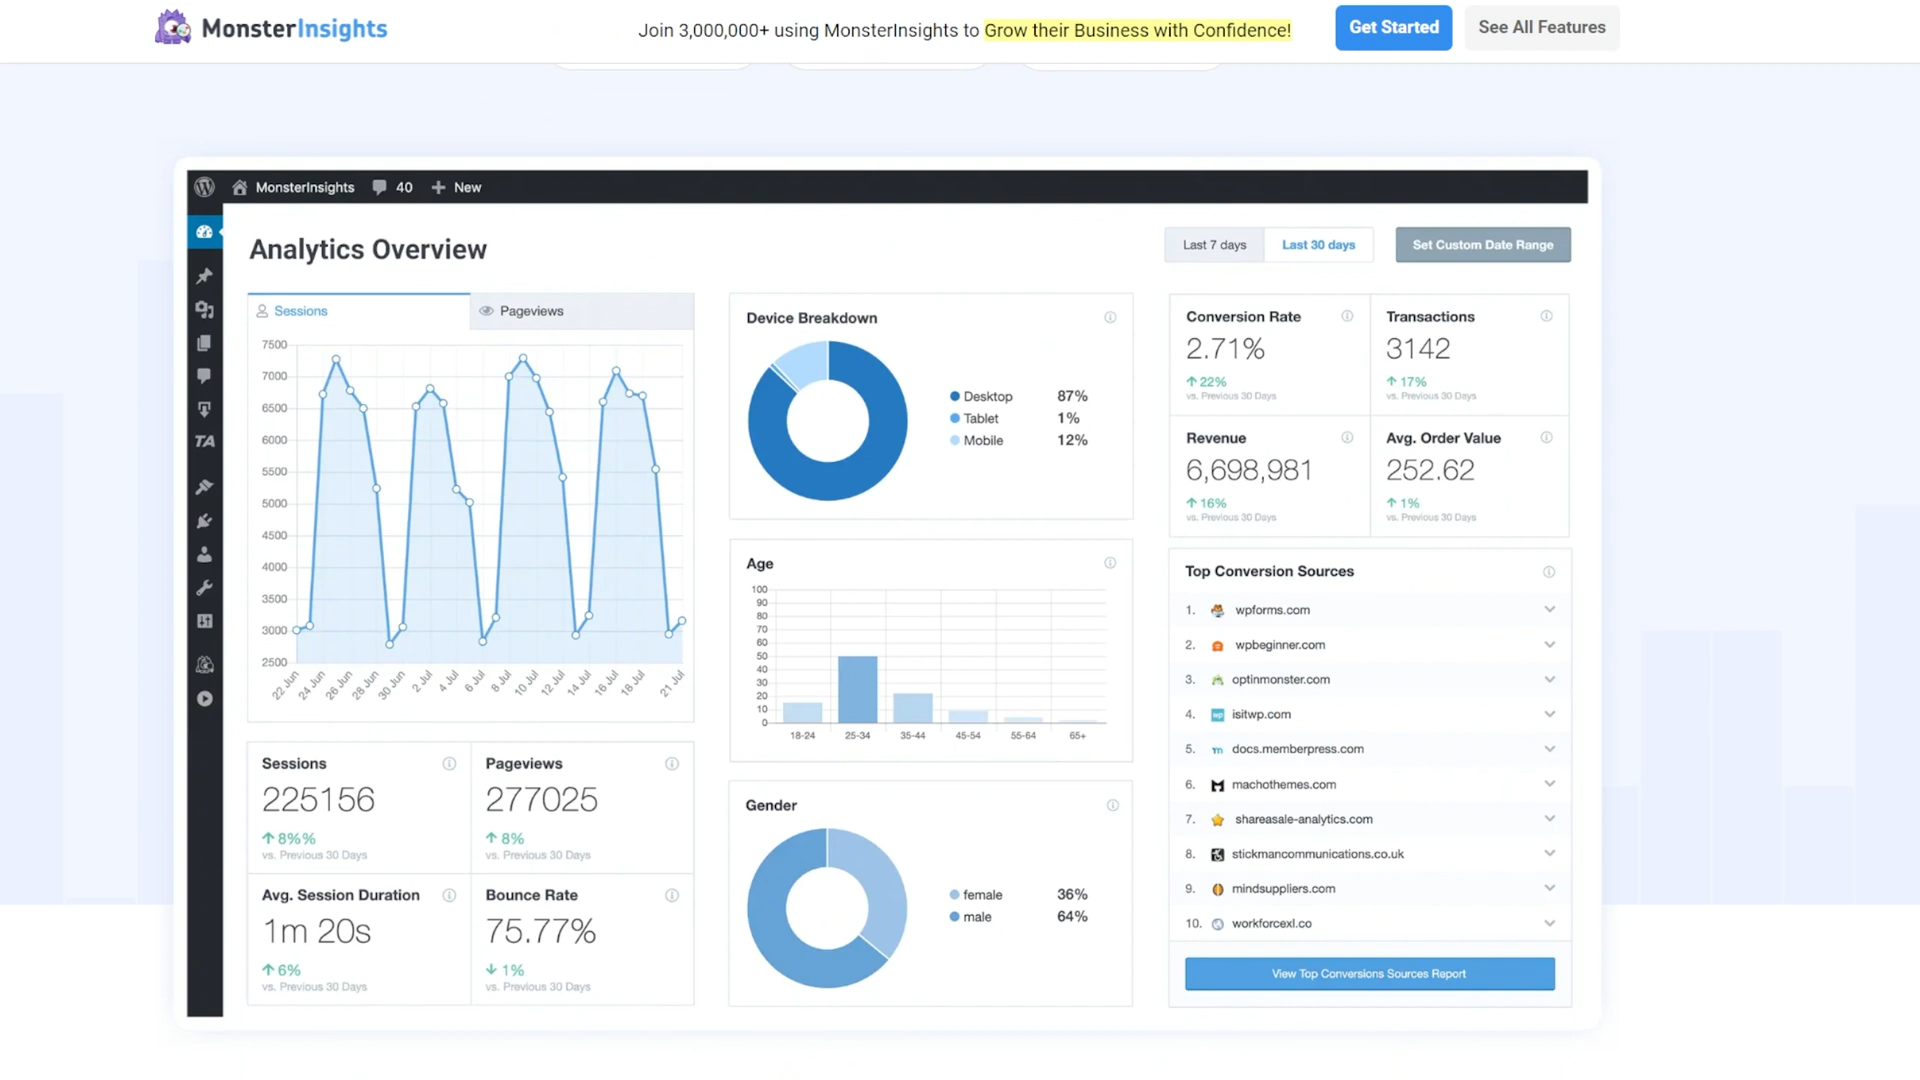 MonsterInsights
Join 3,000,000+ using MonsterInsights to Grow their Business with Confidence!
Get Started
See All Features
MonsterInsights
40
New
Analytics Overview
Last 7 days
Last 30 days
Set Custom Date Range
Sessions
Pageviews
7500
7000
6500
6000
5500
5000
4500
4000
3500
3000
2500
22 Jun
24 Jun
26 Jun
28 Jun
30 Jun
2 Jul
4 Jul
6 Jul
8 Jul
10 Jul
12 Jul
14 Jul
16 Jul
18 Jul
21 Jul
TA
Sessions
225156
8%%
vs. Previous 30 Days
Pageviews
277025
8%
vs. Previous 30 Days
Avg. Session Duration
1m 20s
6%
vs. Previous 30 Days
Bounce Rate
75.77%
1%
vs. Previous 30 Days
Device Breakdown
Desktop 87%
Tablet 1%
Mobile 12%
Age
100
90
80
70
60
50
40
30
20
10
0
18-24
25-34
35-44
45-54
55-64
65+
Gender
female 36%
male 64%
Conversion Rate
2.71%
22%
vs. Previous 30 Days
Transactions
3142
17%
vs. Previous 30 Days
Revenue
6,698,981
16%
vs. Previous 30 Days
Avg. Order Value
252.62
1%
vs. Previous 30 Days
Top Conversion Sources
1. wpforms.com
2. wpbeginner.com
3. optinmonster.com
4. isitwp.com
5. docs.memberpress.com
6. machothemes.com
7. shareasale-analytics.com
8. stickmancommunications.co.uk
9. mindsuppliers.com
10. workforcexl.co
View Top Conversions Sources Report